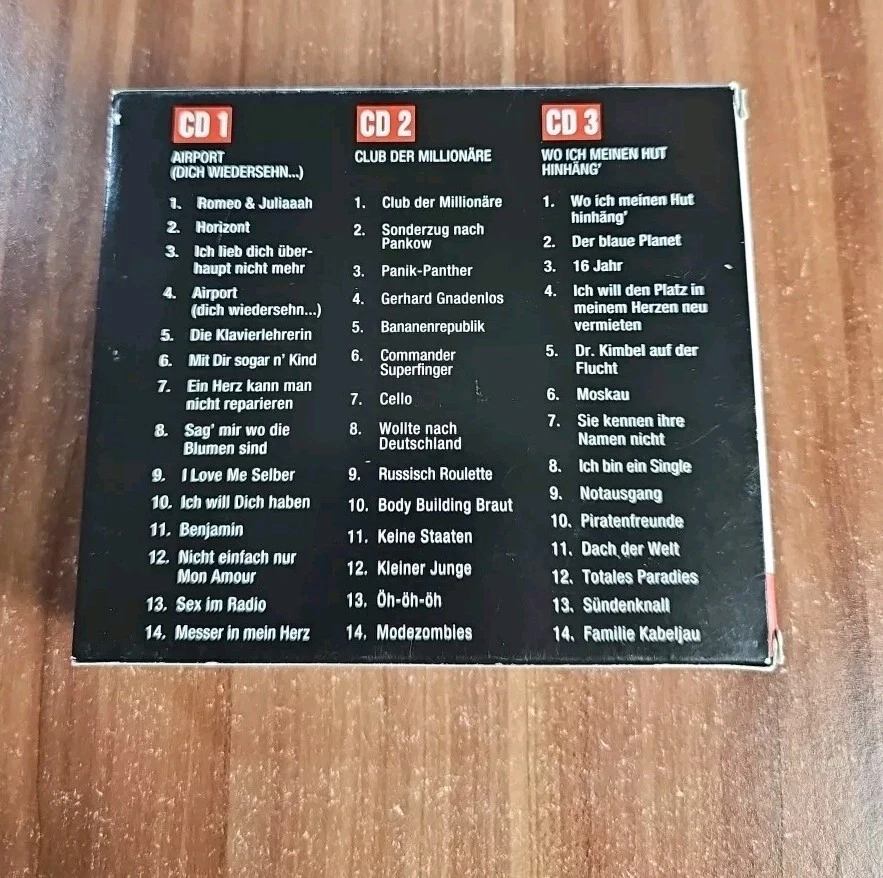 CD 1
AIRPORT
(DICH WIEDERSEHN...)
1. Romeo & Juliaaah
2. Horizont
3. Ich lieb dich über-
haupt nicht mehr
4. Airport
(dich wiedersehn...)
5. Die Klavierlehrerin
6. Mit Dir sogar n' Kind
7. Ein Herz kann man
nicht reparieren
8. Sag' mir wo die
Blumen sind
9. I Love Me Selber
10. Ich will Dich haben
11. Benjamin
12. Nicht einfach nur
Mon Amour
13. Sex im Radio
14. Messer in mein Herz
CD 2
CLUB DER MILLIONÄRE
1. Club der Millionäre
2. Sonderzug nach
Pankow
3. Panik-Panther
4. Gerhard Gnadenlos
5. Bananenrepublik
6. Commander
Superfinger
7. Cello
8. Wollte nach
Deutschland
9. Russisch Roulette
10. Body Building Braut
11. Keine Staaten
12. Kleiner Junge
13. Öh-öh-öh
14. Modezombies
CD 3
WO ICH MEINEN HUT
HINHÄNG'
1. Wo ich meinen Hut
hinhäng'
2. Der blaue Planet
3. 16 Jahr
4. Ich will den Platz in
meinem Herzen neu
vermieten
5. Dr. Kimbel auf der
Flucht
6. Moskau
7. Sie kennen ihre
Namen nicht
8. Ich bin ein Single
9. Notausgang
10. Piratenfreunde
11. Dach der Welt
12. Totales Paradies
13. Sündenknall
14. Familie Kabeljau